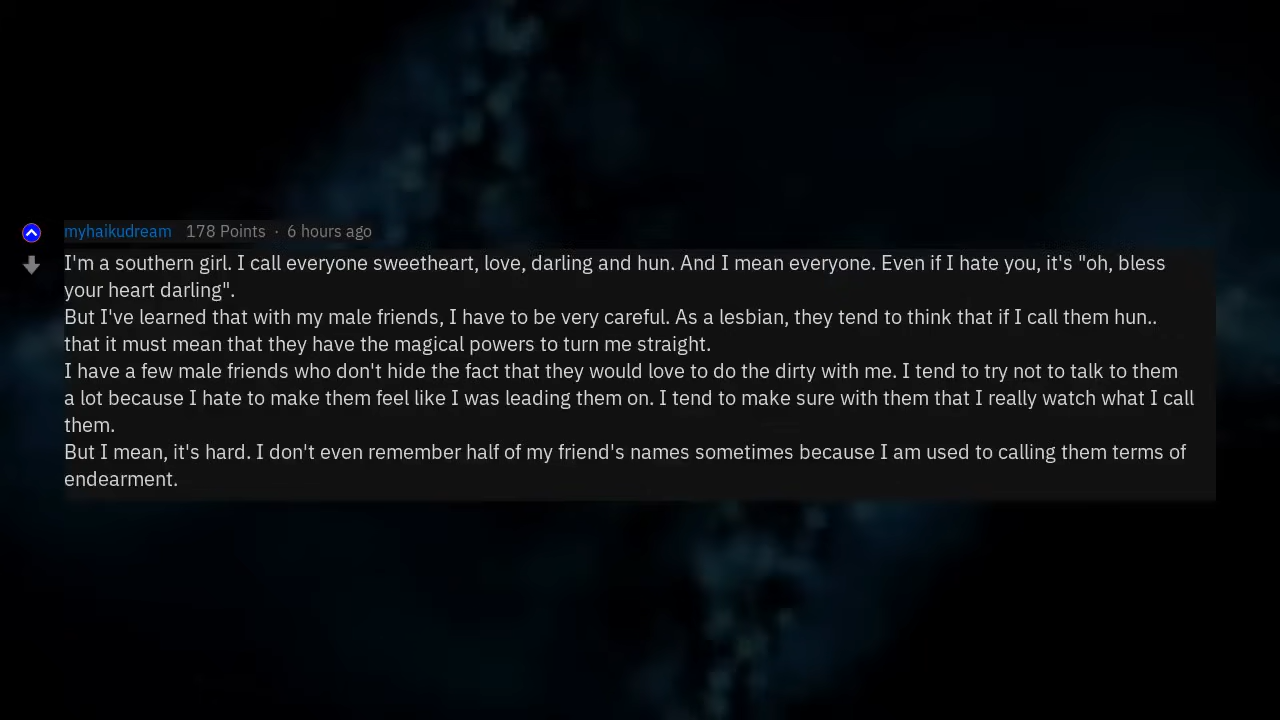 myhaikudream 178 Points · 6 hours ago
I'm a southern girl. I call everyone sweetheart, love, darling and hun. And I mean everyone. Even if I hate you, it's "oh, bless
your heart darling".
But I've learned that with my male friends, I have to be very careful. As a lesbian, they tend to think that if I call them hun..
that it must mean that they have the magical powers to turn me straight.
I have a few male friends who don't hide the fact that they would love to do the dirty with me. I tend to try not to talk to them
a lot because I hate to make them feel like I was leading them on. I tend to make sure with them that I really watch what I call
them.
But I mean, it's hard. I don't even remember half of my friend's names sometimes because I am used to calling them terms of
endearment.